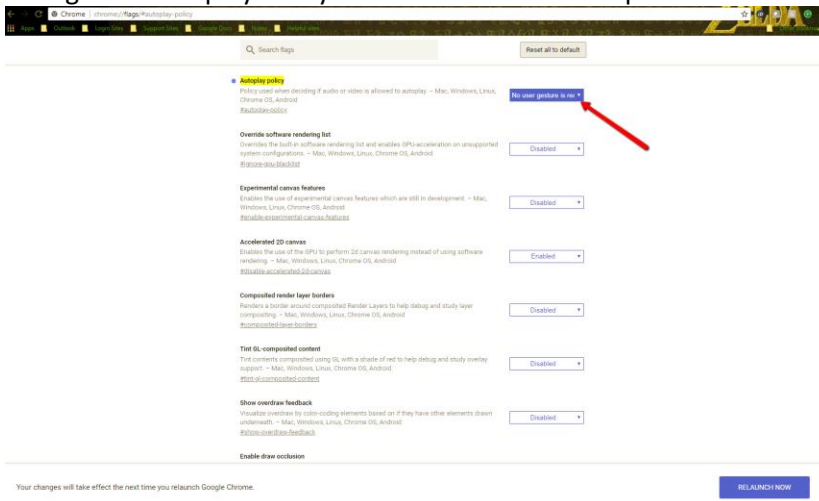 Chrome | chrome://flags/#autoplay-policy
Apps Outlook Login Sites Support Sites Google Docs Notes Helpful sites
ZELDA
Search flags
Reset all to default
Autoplay policy
Policy used when deciding if audio or video is allowed to autoplay. – Mac, Windows, Linux,
Chrome OS, Android
#autoplay-policy
No user gesture is re
Override software rendering list
Overrides the built-in software rendering list and enables GPU-acceleration on unsupported
system configurations. – Mac, Windows, Linux, Chrome OS, Android
#ignore-gpu-blacklist
Disabled
Experimental canvas features
Enables the use of experimental canvas features which are still in development. – Mac,
Windows, Linux, Chrome OS, Android
#enable-experimental-canvas-features
Disabled
Accelerated 2D canvas
Enables the use of the GPU to perform 2d canvas rendering instead of using software
rendering. – Mac, Windows, Linux, Chrome OS, Android
#disable-accelerated-2d-canvas
Enabled
Composited render layer borders
Renders a border around composited Render Layers to help debug and study layer
compositing. – Mac, Windows, Linux, Chrome OS, Android
#composited-layer-borders
Disabled
Tint GL-composited content
Tint contents composited using GL with a shade of red to help debug and study overlay
support. – Mac, Windows, Linux, Chrome OS, Android
#tint-gl-composited-content
Disabled
Show overdraw feedback
Visualize overdraw by color-coding elements based on if they have other elements drawn
underneath. – Mac, Windows, Linux, Chrome OS, Android
#show-overdraw-feedback
Disabled
Enable draw occlusion
Your changes will take effect the next time you relaunch Google Chrome.
RELAUNCH NOW